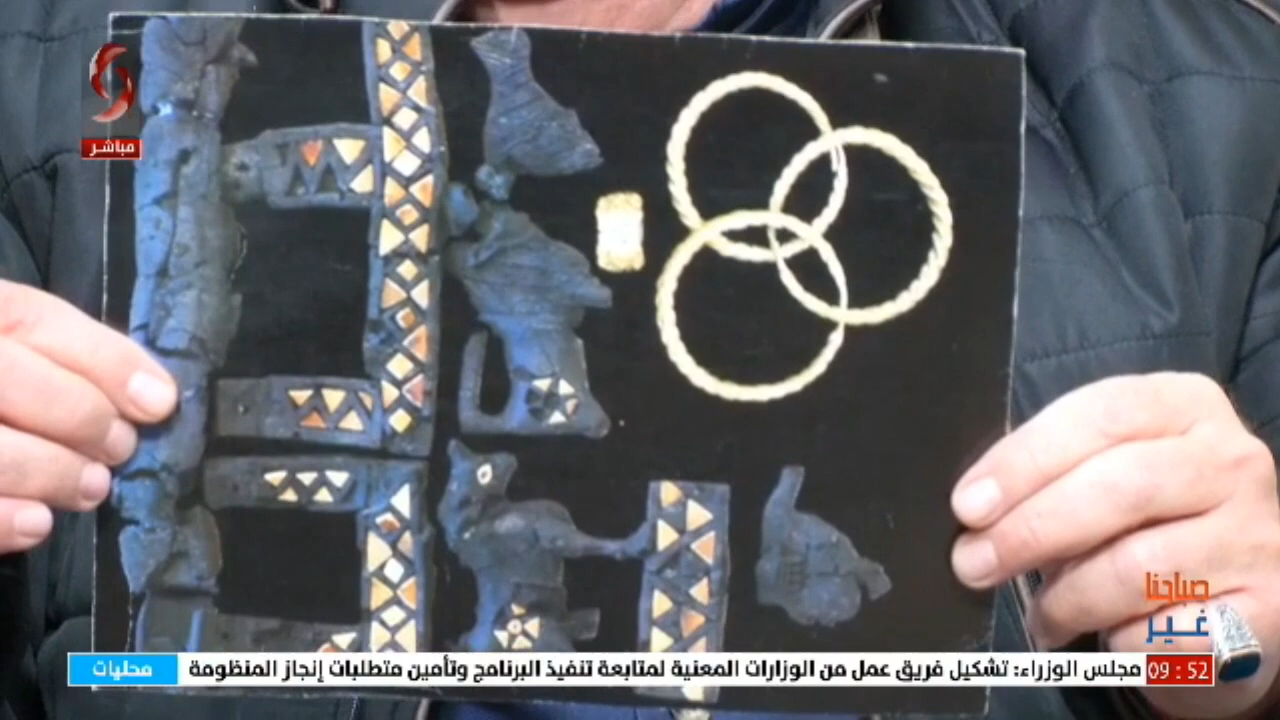 مباشر
صباحنا
غير
محليات
مجلس الوزراء: تشكيل فريق عمل من الوزارات المعنية لمتابعة تنفيذ البرنامج وتأمين متطلبات إنجاز المنظومة
09 : 52